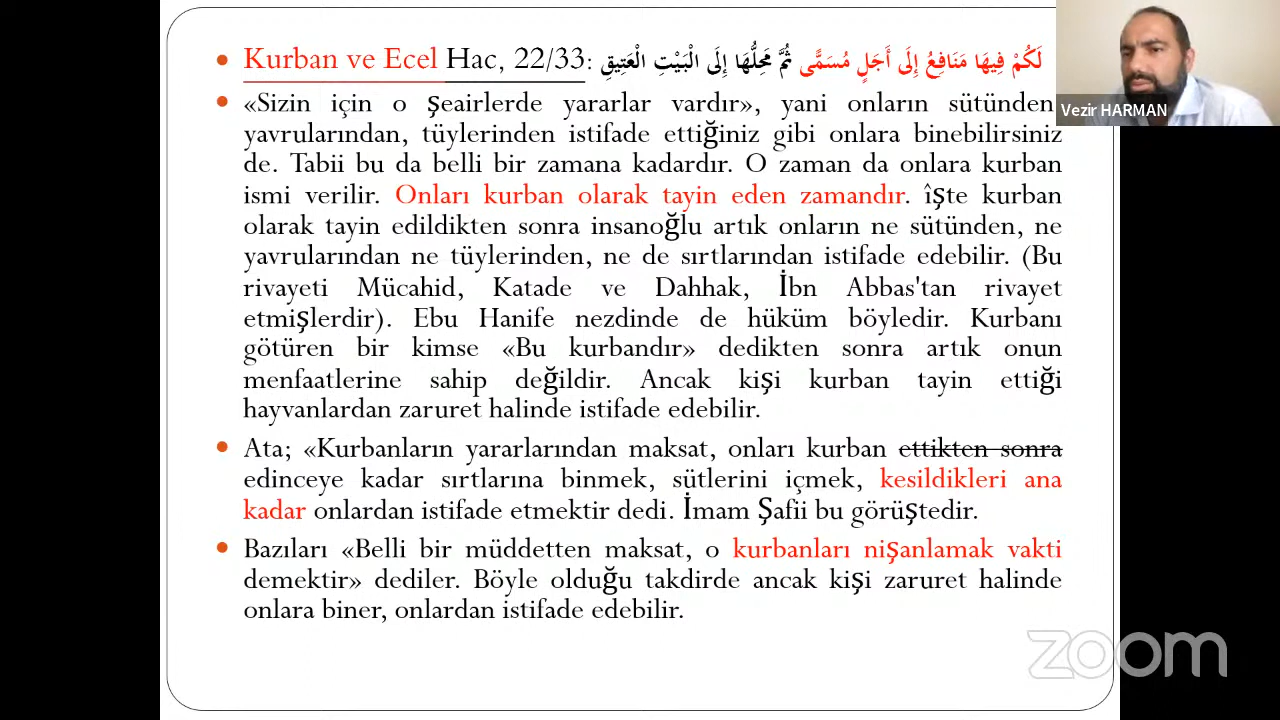 Kurban ve Ecel Hac, 22/33: لَكُمْ فِيهَا مَنَافِعُ إِلَى أَجَلٍ مُسَمًّى ثُمَّ مَحِلُّهَا إِلَى الْبَيْتِ الْعَتِيقِ
Vezir HARMAN
«Sizin için o şeairlerde yararlar vardır», yani onların sütünden,
yavrularından, tüylerinden istifade ettiğiniz gibi onlara binebilirsiniz
de. Tabii bu da belli bir zamana kadardır. O zaman da onlara kurban
ismi verilir. Onları kurban olarak tayin eden zamandır. îşte kurban
olarak tayin edildikten sonra insanoğlu artık onların ne sütünden, ne
yavrularından ne tüylerinden, ne de sırtlarından istifade edebilir. (Bu
rivayeti Mücahid, Katade ve Dahhak, İbn Abbas'tan rivayet
etmişlerdir). Ebu Hanife nezdinde de hüküm böyledir. Kurbanı
götüren bir kimse «Bu kurbandır» dedikten sonra artık onun
menfaatlerine sahip değildir. Ancak kişi kurban tayin ettiği
hayvanlardan zaruret halinde istifade edebilir.
Ata; «Kurbanların yararlarından maksat, onları kurban ettikten sonra
edinceye kadar sırtlarına binmek, sütlerini içmek, kesildikleri ana
kadar onlardan istifade etmektir dedi. İmam Şafii bu görüştedir.
Bazıları «Belli bir müddetten maksat, o kurbanları nişanlamak vakti
demektir» dediler. Böyle olduğu takdirde ancak kişi zaruret halinde
onlara biner, onlardan istifade edebilir.
zoom